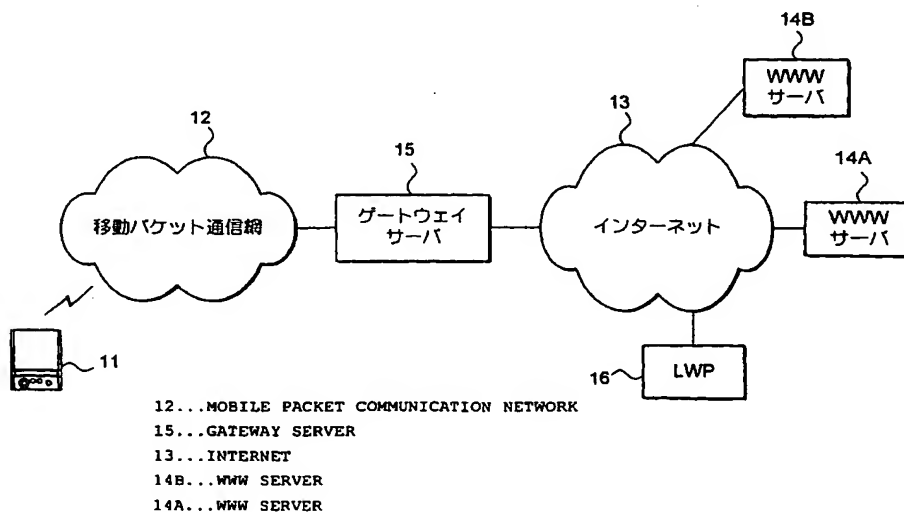 14B
WWW
サーバ
12
15
13
14A
移動パケット通信網
ゲートウェイ
サーバ
インターネット
WWW
サーバ
11
16
LWP
12...MOBILE PACKET COMMUNICATION NETWORK
15...GATEWAY SERVER
13...INTERNET
14B...WWW SERVER
14A...WWW SERVER